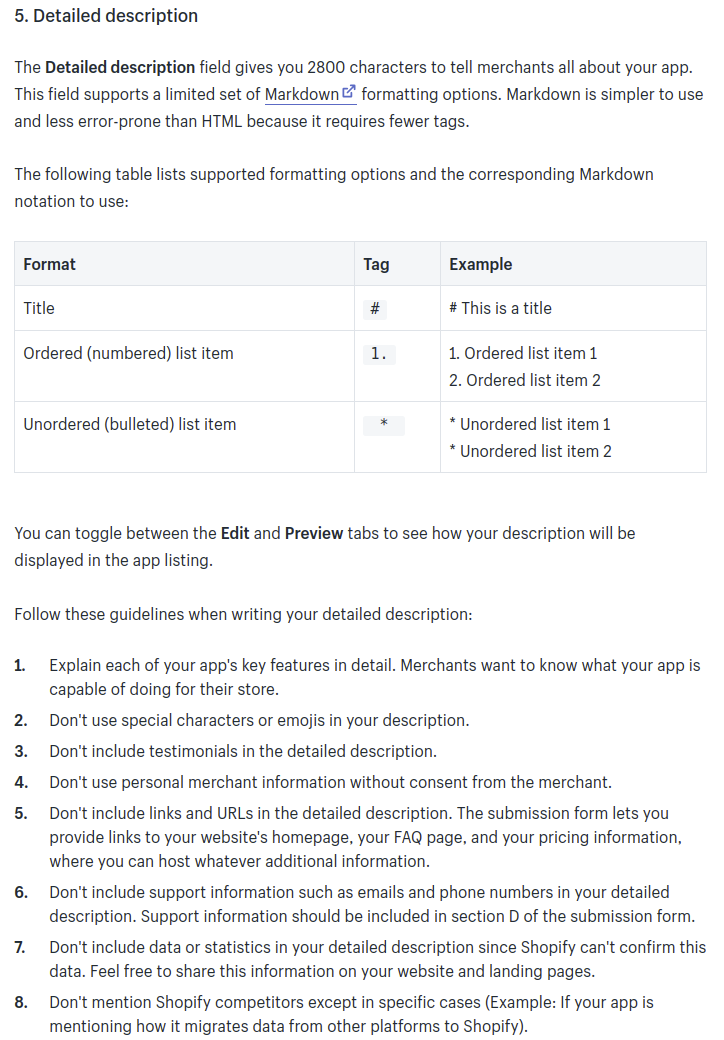 5. Detailed description
The Detailed description field gives you 2800 characters to tell merchants all about your app.
This field supports a limited set of Markdown formatting options. Markdown is simpler to use
and less error-prone than HTML because it requires fewer tags.
The following table lists supported formatting options and the corresponding Markdown
notation to use:
Format Tag Example
Title # # This is a title
Ordered (numbered) list item 1. 1. Ordered list item 1
2. Ordered list item 2
Unordered (bulleted) list item * * Unordered list item 1
* Unordered list item 2
You can toggle between the Edit and Preview tabs to see how your description will be
displayed in the app listing.
Follow these guidelines when writing your detailed description:
1. Explain each of your app's key features in detail. Merchants want to know what your app is
capable of doing for their store.
2. Don't use special characters or emojis in your description.
3. Don't include testimonials in the detailed description.
4. Don't use personal merchant information without consent from the merchant.
5. Don't include links and URLs in the detailed description. The submission form lets you
provide links to your website's homepage, your FAQ page, and your pricing information,
where you can host whatever additional information.
6. Don't include support information such as emails and phone numbers in your detailed
description. Support information should be included in section D of the submission form.
7. Don't include data or statistics in your detailed description since Shopify can't confirm this
data. Feel free to share this information on your website and landing pages.
8. Don't mention Shopify competitors except in specific cases (Example: If your app is
mentioning how it migrates data from other platforms to Shopify).